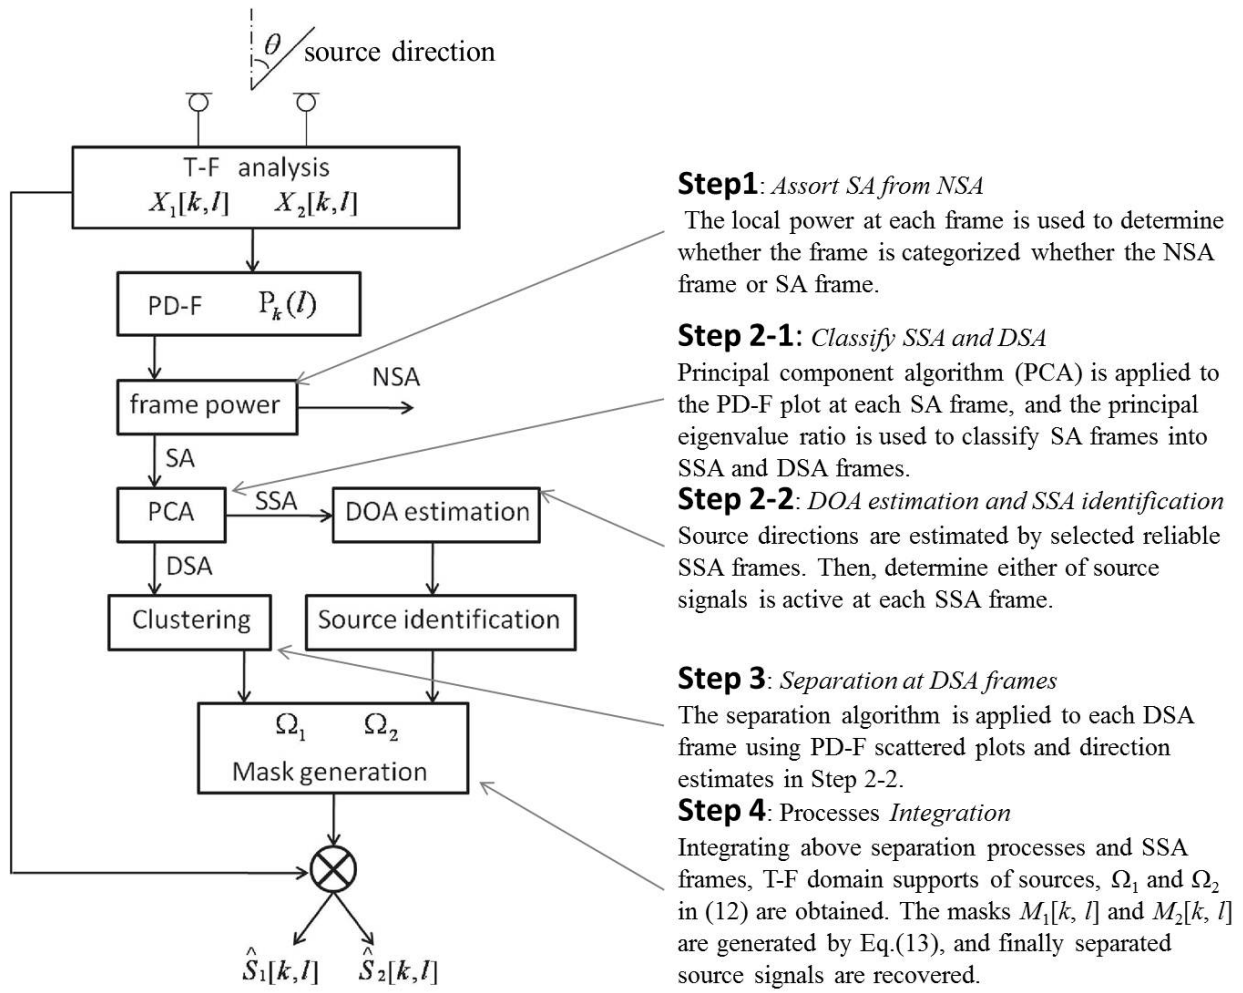 θ source direction
T-F analysis
X₁[k,l] X₂[k,l]
PD-F Pₖ(l)
frame power
NSA
SA
PCA
SSA
DOA estimation
DSA
Clustering
Source identification
Ω₁ Ω₂
Mask generation
Ŝ₁[k,l] Ŝ₂[k,l]
Step1: Assort SA from NSA
The local power at each frame is used to determine
whether the frame is categorized whether the NSA
frame or SA frame.
Step 2-1: Classify SSA and DSA
Principal component algorithm (PCA) is applied to
the PD-F plot at each SA frame, and the principal
eigenvalue ratio is used to classify SA frames into
SSA and DSA frames.
Step 2-2: DOA estimation and SSA identification
Source directions are estimated by selected reliable
SSA frames. Then, determine either of source
signals is active at each SSA frame.
Step 3: Separation at DSA frames
The separation algorithm is applied to each DSA
frame using PD-F scattered plots and direction
estimates in Step 2-2.
Step 4: Processes Integration
Integrating above separation processes and SSA
frames, T-F domain supports of sources, Ω₁ and Ω₂
in (12) are obtained. The masks M₁[k, l] and M₂[k, l]
are generated by Eq.(13), and finally separated
source signals are recovered.